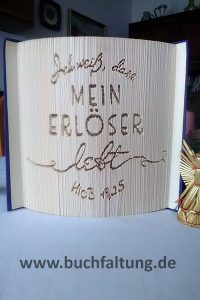 Ich weiß, dass
MEIN
ERLÖSER
lebt
Hiob 19,25
www.buchfaltung.de